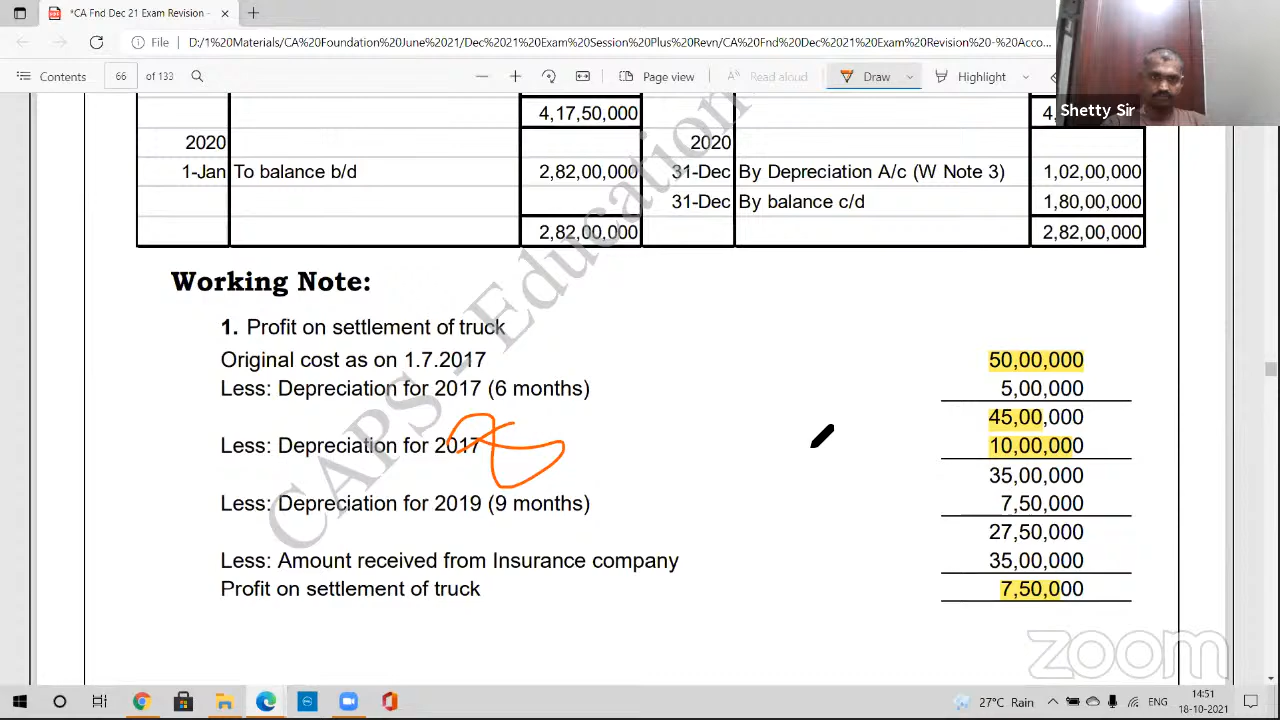 *CA Fnd Dec 21 Exam Revision -
File D:/1%20Materials/CA%20Foundation%20June%202021/Dec%202021%20Exam%20Session%20Plus%20Revn/CA%20Fnd%20Dec%202021%20Exam%20Revision%20-%20Acco...
Contents 66 of 133 Page view Read aloud Draw Highlight
Shetty Sir
4,17,50,000 4,
2020 2020
1-Jan To balance b/d 2,82,00,000 31-Dec By Depreciation A/c (W Note 3) 1,02,00,000
31-Dec By balance c/d 1,80,00,000
2,82,00,000 2,82,00,000
CAPS - Education
Working Note:
1. Profit on settlement of truck
Original cost as on 1.7.2017 50,00,000
Less: Depreciation for 2017 (6 months) 5,00,000
45,00,000
Less: Depreciation for 2017 10,00,000
35,00,000
Less: Depreciation for 2019 (9 months) 7,50,000
27,50,000
Less: Amount received from Insurance company 35,00,000
Profit on settlement of truck 7,50,000
zoom
27°C Rain ENG 14:51
18-10-2021